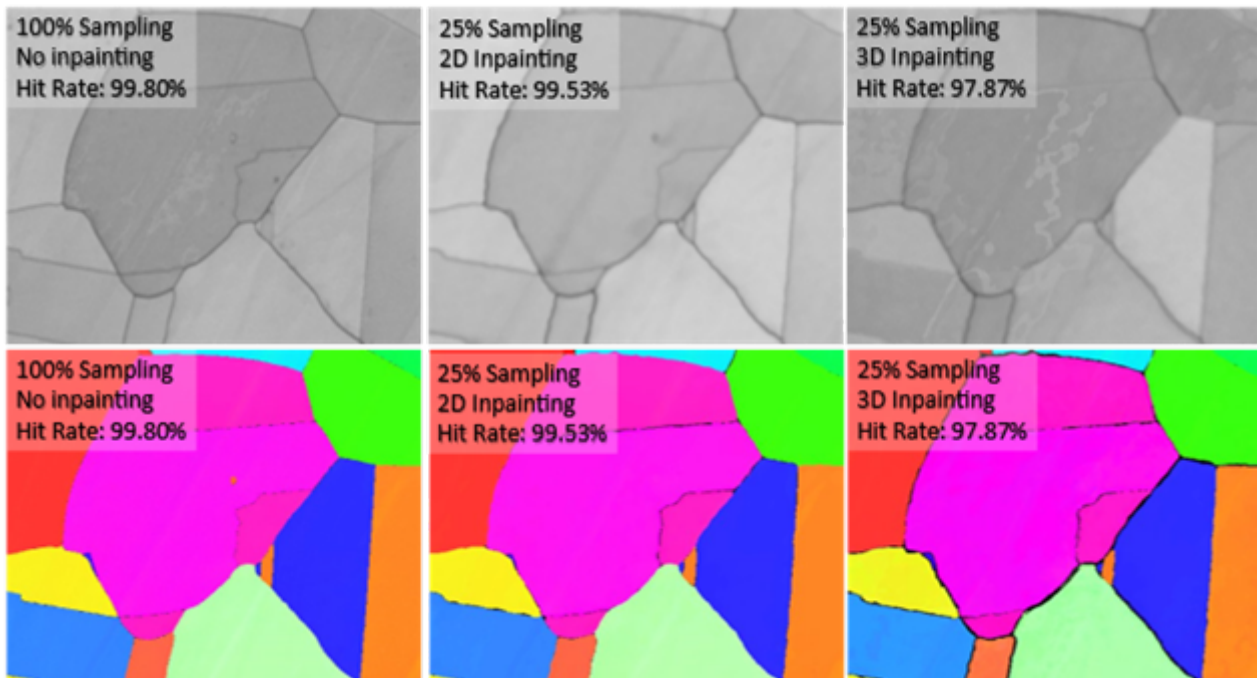 100% Sampling
No inpainting
Hit Rate: 99.80%
25% Sampling
2D Inpainting
Hit Rate: 99.53%
25% Sampling
3D Inpainting
Hit Rate: 97.87%
100% Sampling
No inpainting
Hit Rate: 99.80%
25% Sampling
2D Inpainting
Hit Rate: 99.53%
25% Sampling
3D Inpainting
Hit Rate: 97.87%